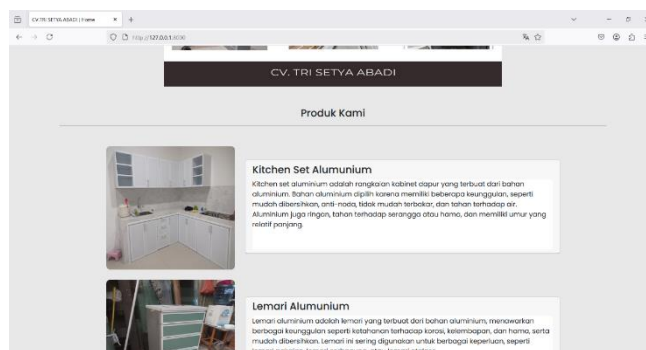 CV. TRI SETYA ABADI | Home
127.0.0.1:8000
CV. TRI SETYA ABADI
Produk Kami
Kitchen Set Alumunium
Kitchen set aluminium adalah rangkaian kabinet dapur yang terbuat dari bahan
aluminium. Bahan aluminium dipilih karena memiliki beberapa keunggulan, seperti
mudah dibersihkan, anti-noda, tidak mudah terbakar, dan tahan terhadap air.
Aluminium juga ringan, tahan terhadap serangga atau hama, dan memiliki umur yang
relatif panjang.
Lemari Alumunium
Lemari aluminium adalah lemari yang terbuat dari bahan aluminium, menawarkan
berbagai keunggulan seperti ketahanan terhadap korosi, kelembapan, dan hama, serta
mudah dibersihkan. Lemari ini sering digunakan untuk berbagai keperluan, seperti